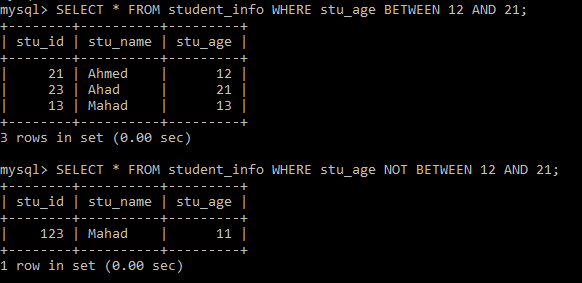 mysql> SELECT * FROM student_info WHERE stu_age BETWEEN 12 AND 21;
+--------+----------+---------+
| stu_id | stu_name | stu_age |
+--------+----------+---------+
|     21 | Ahmed    |      12 |
|     23 | Ahad     |      21 |
|     13 | Mahad    |      13 |
+--------+----------+---------+
3 rows in set (0.00 sec)
mysql> SELECT * FROM student_info WHERE stu_age NOT BETWEEN 12 AND 21;
+--------+----------+---------+
| stu_id | stu_name | stu_age |
+--------+----------+---------+
|    123 | Mahad    |      11 |
+--------+----------+---------+
1 row in set (0.00 sec)